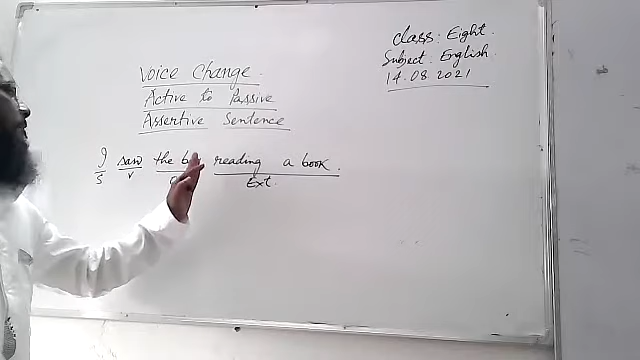 Class: Eight.
Subject: English.
14.08.2021
Voice Change.
Active to Passive
Assertive Sentence
I saw the reading a book.
S V Ext.